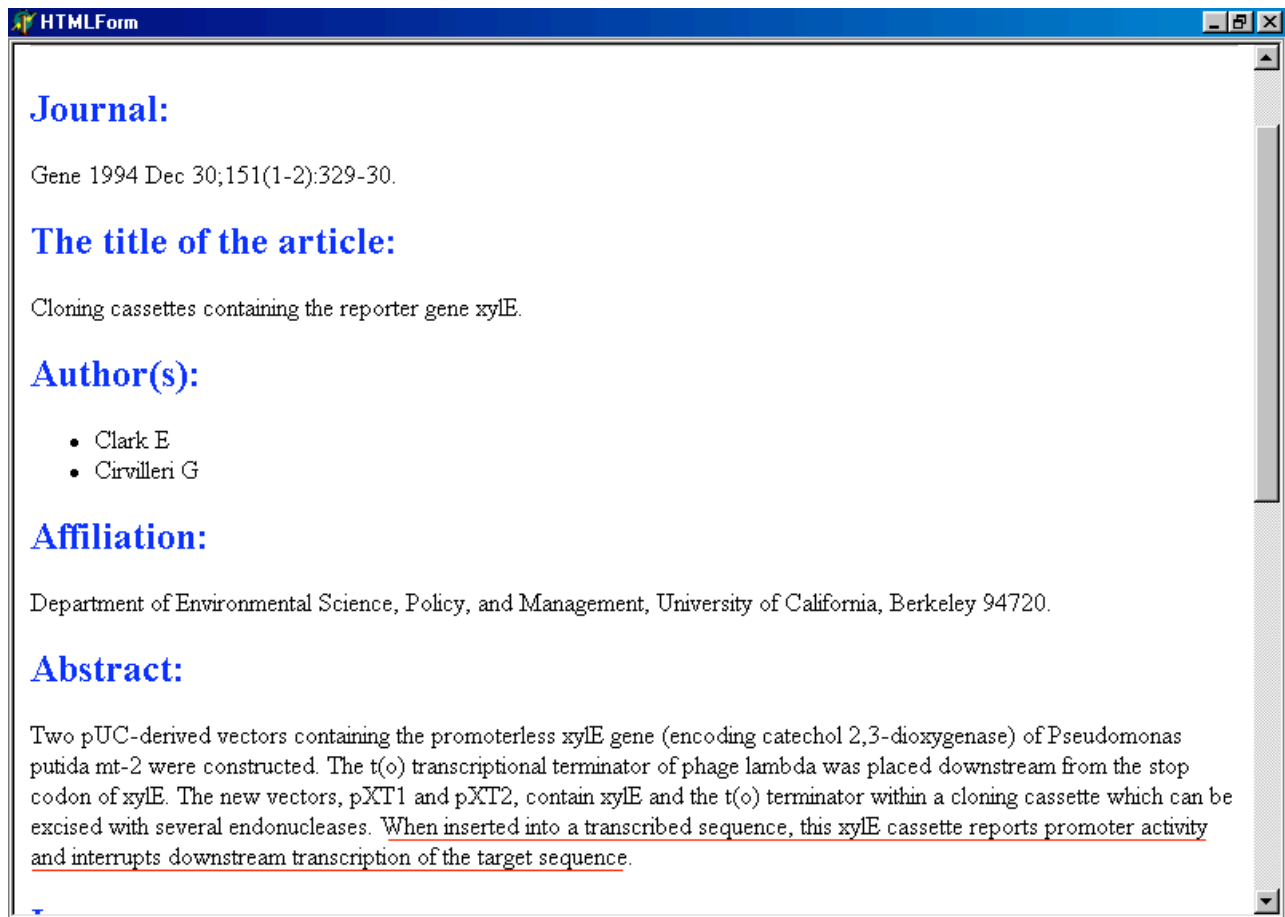 HTMLForm
Journal:
Gene 1994 Dec 30;151(1-2):329-30.
The title of the article:
Cloning cassettes containing the reporter gene xylE.
Author(s):
• Clark E
• Cirvilleri G
Affiliation:
Department of Environmental Science, Policy, and Management, University of California, Berkeley 94720.
Abstract:
Two pUC-derived vectors containing the promoterless xylE gene (encoding catechol 2,3-dioxygenase) of Pseudomonas
putida mt-2 were constructed. The t(o) transcriptional terminator of phage lambda was placed downstream from the stop
codon of xylE. The new vectors, pXT1 and pXT2, contain xylE and the t(o) terminator within a cloning cassette which can be
excised with several endonucleases. When inserted into a transcribed sequence, this xylE cassette reports promoter activity
and interrupts downstream transcription of the target sequence.